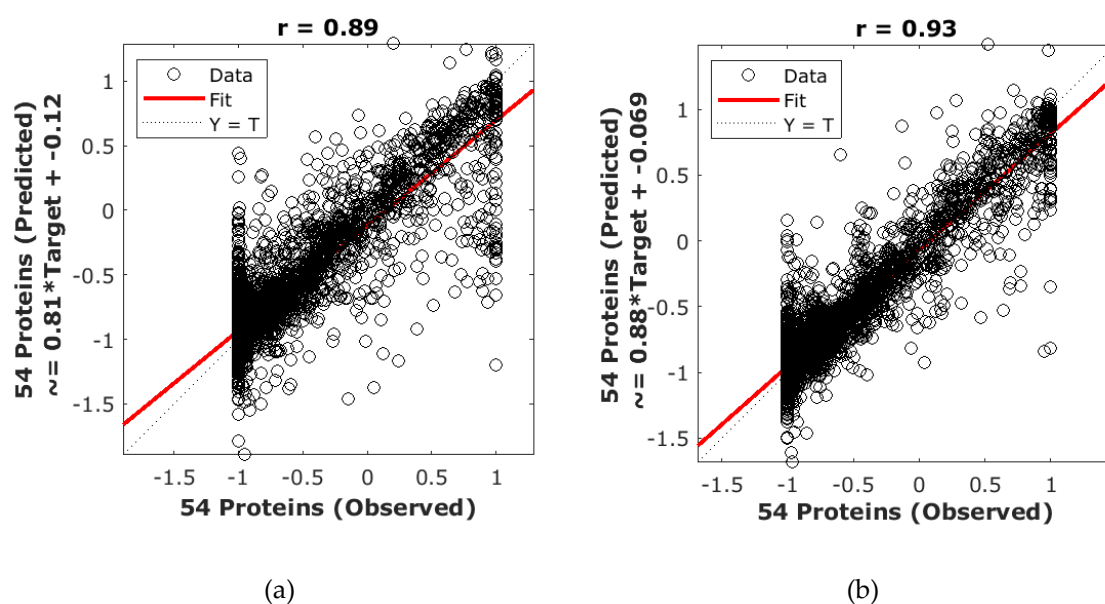 r = 0.89
54 Proteins (Predicted)
~= 0.81*Target + -0.12
1
0.5
0
-0.5
-1
-1.5
Data
Fit
Y = T
-1.5 -1 -0.5 0 0.5 1
54 Proteins (Observed)
(a)
r = 0.93
54 Proteins (Predicted)
~= 0.88*Target + -0.069
1
0.5
0
-0.5
-1
-1.5
Data
Fit
Y = T
-1.5 -1 -0.5 0 0.5 1
54 Proteins (Observed)
(b)